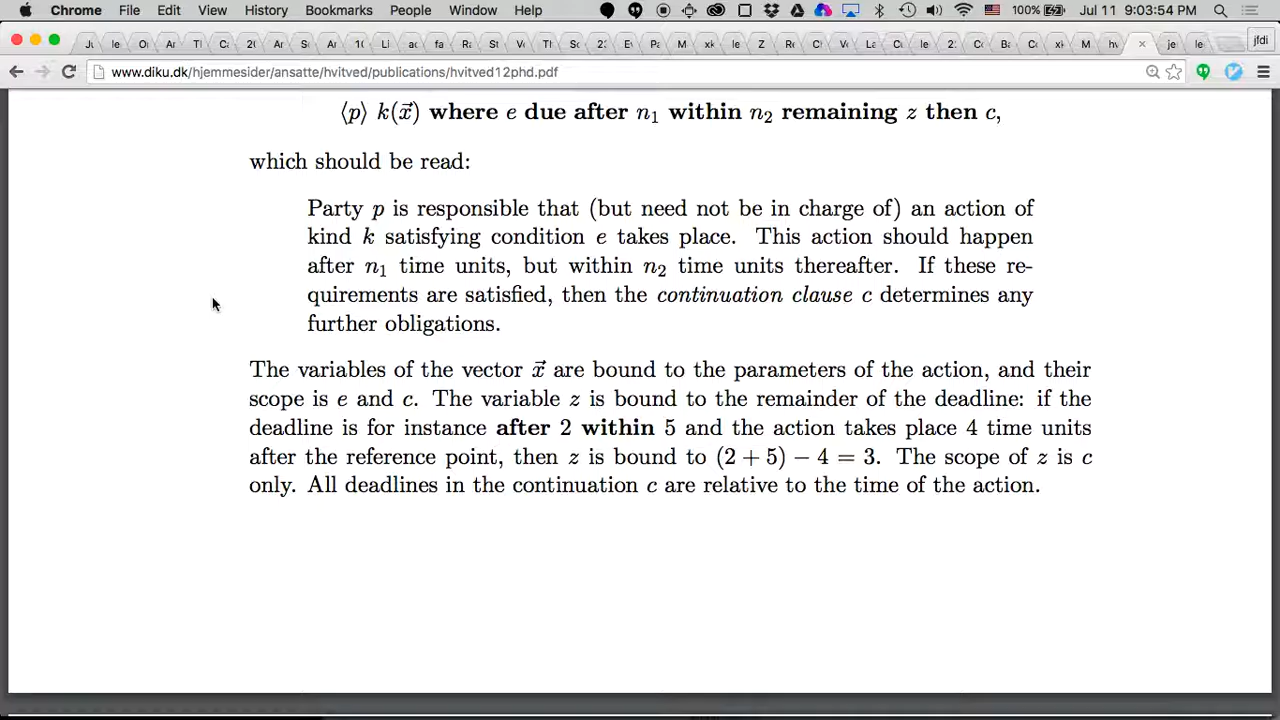 Chrome File Edit View History Bookmarks People Window Help 100% Jul 11 9:03:54 PM
jfdi
www.diku.dk/hjemmesider/ansatte/hvitved/publications/hvitved12phd.pdf
⟨p⟩ k(x⃗) where e due after n₁ within n₂ remaining z then c,
which should be read:
Party p is responsible that (but need not be in charge of) an action of
kind k satisfying condition e takes place. This action should happen
after n₁ time units, but within n₂ time units thereafter. If these re-
quirements are satisfied, then the continuation clause c determines any
further obligations.
The variables of the vector x⃗ are bound to the parameters of the action, and their
scope is e and c. The variable z is bound to the remainder of the deadline: if the
deadline is for instance after 2 within 5 and the action takes place 4 time units
after the reference point, then z is bound to (2 + 5) − 4 = 3. The scope of z is c
only. All deadlines in the continuation c are relative to the time of the action.